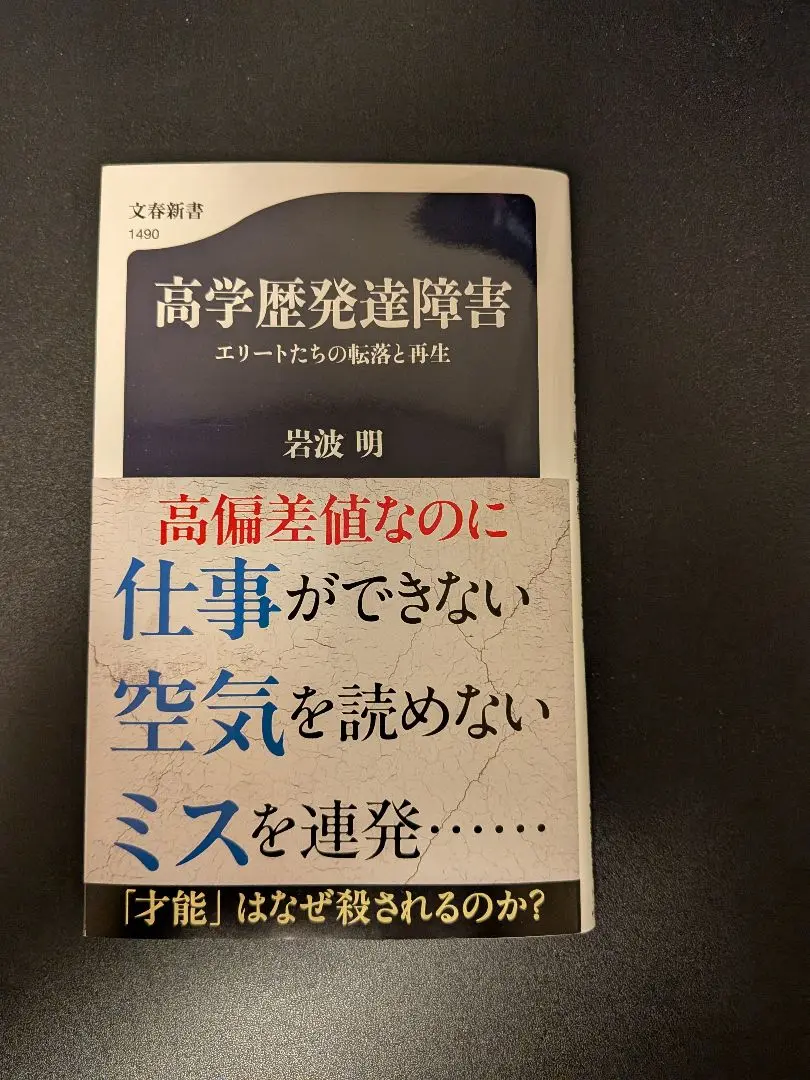 文春新書
1490
高学歴発達障害
エリートたちの転落と再生
岩波 明
高偏差値なのに
仕事ができない
空気を読めない
ミスを連発……
「才能」はなぜ殺されるのか?